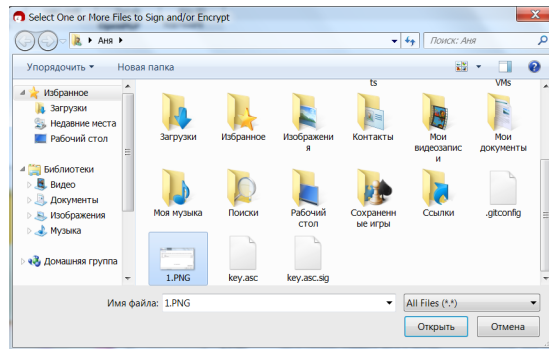 Select One or More Files to Sign and/or Encrypt
Аня
Поиск: Аня
Упорядочить
Новая папка
Избранное
Загрузки
Недавние места
Рабочий стол
Библиотеки
Видео
Документы
Изображения
Музыка
Домашняя группа
ts
VMs
Загрузки
Избранное
Изображени
я
Контакты
Мои
видеозапис
и
Мои
документы
Моя музыка
Поиски
Рабочий
стол
Сохраненн
ые игры
Ссылки
.gitconfig
1.PNG
key.asc
key.asc.sig
Имя файла: 1.PNG
All Files (*.*)
Открыть
Отмена